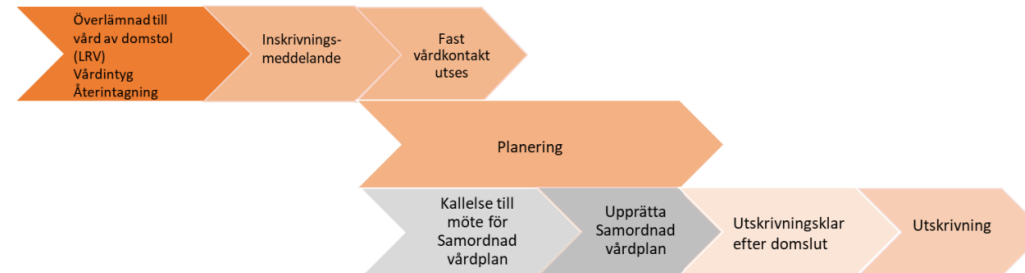 Överlämnad till
vård av domstol
(LRV)
Vårdintyg
Återintagning
Inskrivnings-
meddelande
Fast
vårdkontakt
utses
Planering
Kallelse till
möte för
Samordnad
vårdplan
Upprätta
Samordnad
vårdplan
Utskrivningsklar
efter domslut
Utskrivning